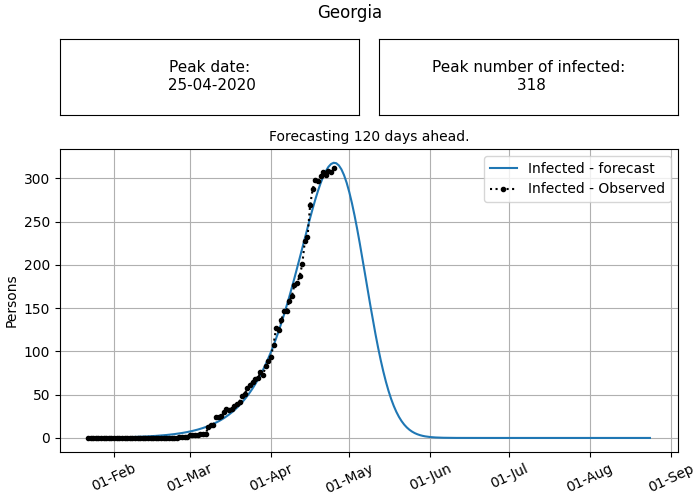 Georgia
Peak date:
25-04-2020
Peak number of infected:
318
Forecasting 120 days ahead.
Infected - forecast
Infected - Observed
Persons
300
250
200
150
100
50
0
01-Feb
01-Mar
01-Apr
01-May
01-Jun
01-Jul
01-Aug
01-Sep